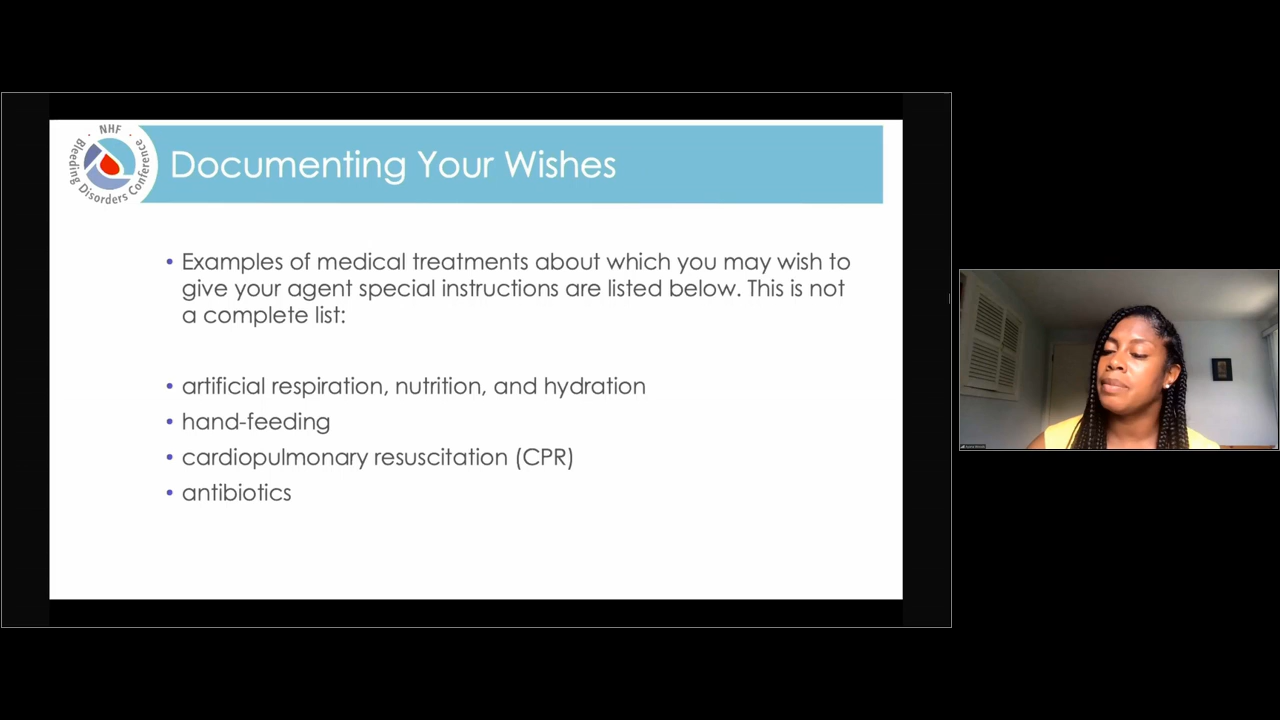 NHF
Bleeding Disorders Conference
Documenting Your Wishes
• Examples of medical treatments about which you may wish to
give your agent special instructions are listed below. This is not
a complete list:
• artificial respiration, nutrition, and hydration
• hand-feeding
• cardiopulmonary resuscitation (CPR)
• antibiotics